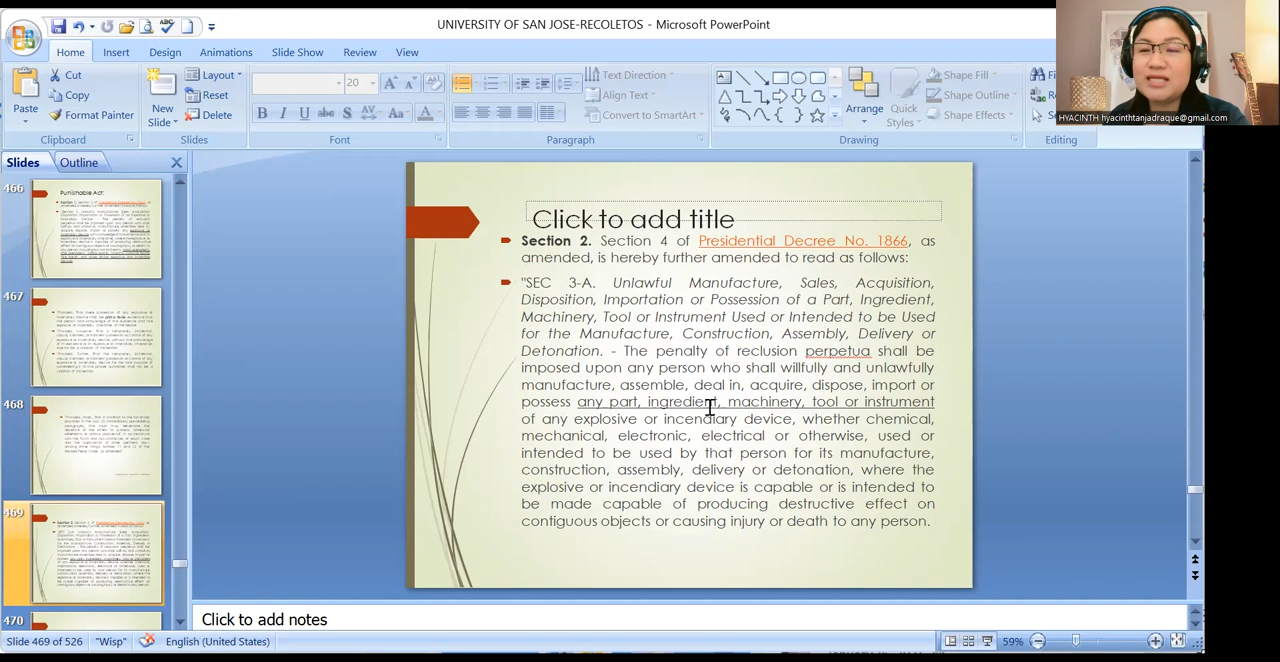 UNIVERSITY OF SAN JOSE-RECOLETOS - Microsoft PowerPoint
Home Insert Design Animations Slide Show Review View
Cut
Copy
Format Painter
Paste
Clipboard
New
Slide
Layout
Reset
Delete
Slides
20
B I U abc S AV Aa A
Font
Text Direction
Align Text
Convert to SmartArt
Paragraph
Arrange
Quick
Styles
Shape Fill
Shape Outline
Shape Effects
Drawing
Editing
HYACINTH hyacinthtanjadraque@gmail.com
Slides Outline
466
Punishable Act:
467
468
469
470
Click to add title
Section 2. Section 4 of Presidential Decree No. 1866, as
amended, is hereby further amended to read as follows:
"SEC 3-A. Unlawful Manufacture, Sales, Acquisition,
Disposition, Importation or Possession of a Part, Ingredient,
Machinery, Tool or Instrument Used or Intended to be Used
for the Manufacture, Construction, Assembly, Delivery or
Detonation. - The penalty of reclusion perpetua shall be
imposed upon any person who shall willfully and unlawfully
manufacture, assemble, deal in, acquire, dispose, import or
possess any part, ingredient, machinery, tool or instrument
of any explosive or incendiary device, whether chemical,
mechanical, electronic, electrical or otherwise, used or
intended to be used by that person for its manufacture,
construction, assembly, delivery or detonation, where the
explosive or incendiary device is capable or is intended to
be made capable of producing destructive effect on
contiguous objects or causing injury or death to any person.
Click to add notes
Slide 469 of 526 "Wisp" English (United States) 59%